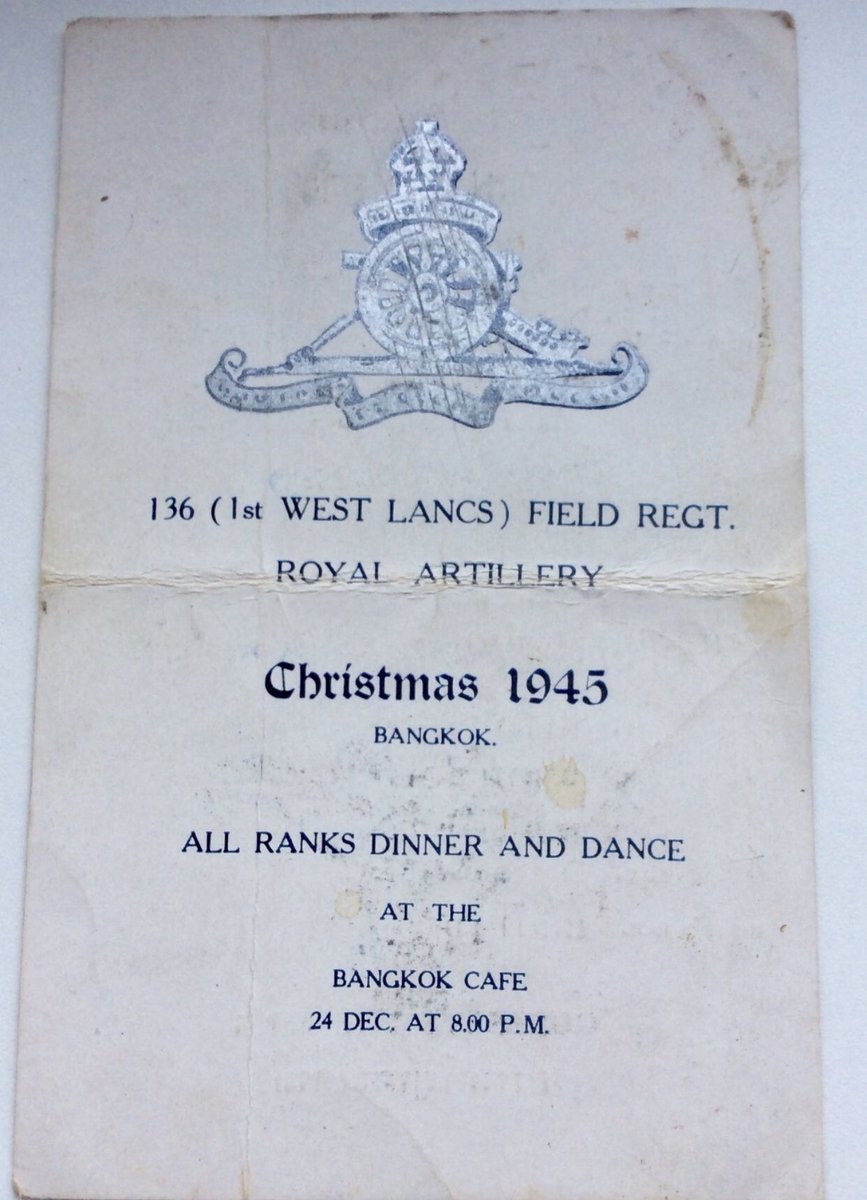 136 (1st WEST LANCS) FIELD REGT.
ROYAL ARTILLERY
Christmas 1945
BANGKOK.
ALL RANKS DINNER AND DANCE
AT THE
BANGKOK CAFE
24 DEC. AT 8.00 P.M.